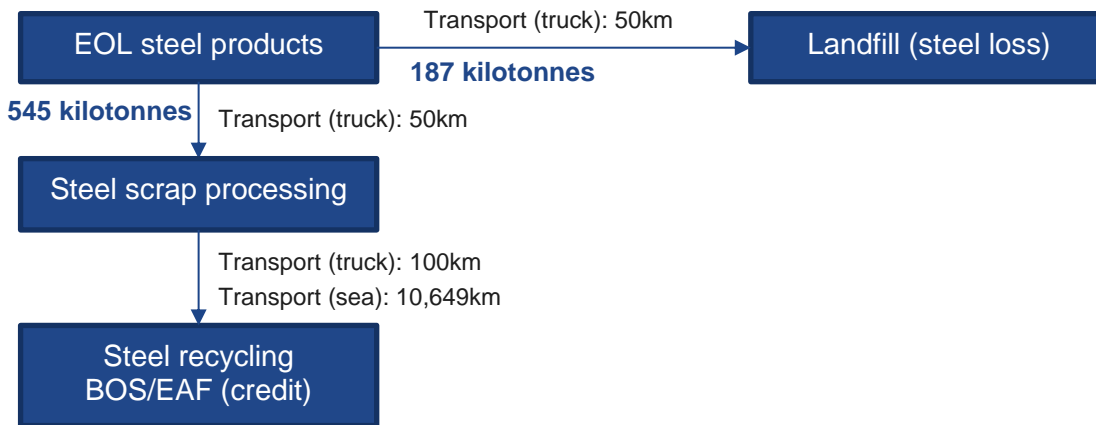 Transport (truck): 50km
EOL steel products
Landfill (steel loss)
187 kilotonnes
545 kilotonnes
Transport (truck): 50km
Steel scrap processing
Transport (truck): 100km
Transport (sea): 10,649km
Steel recycling
BOS/EAF (credit)